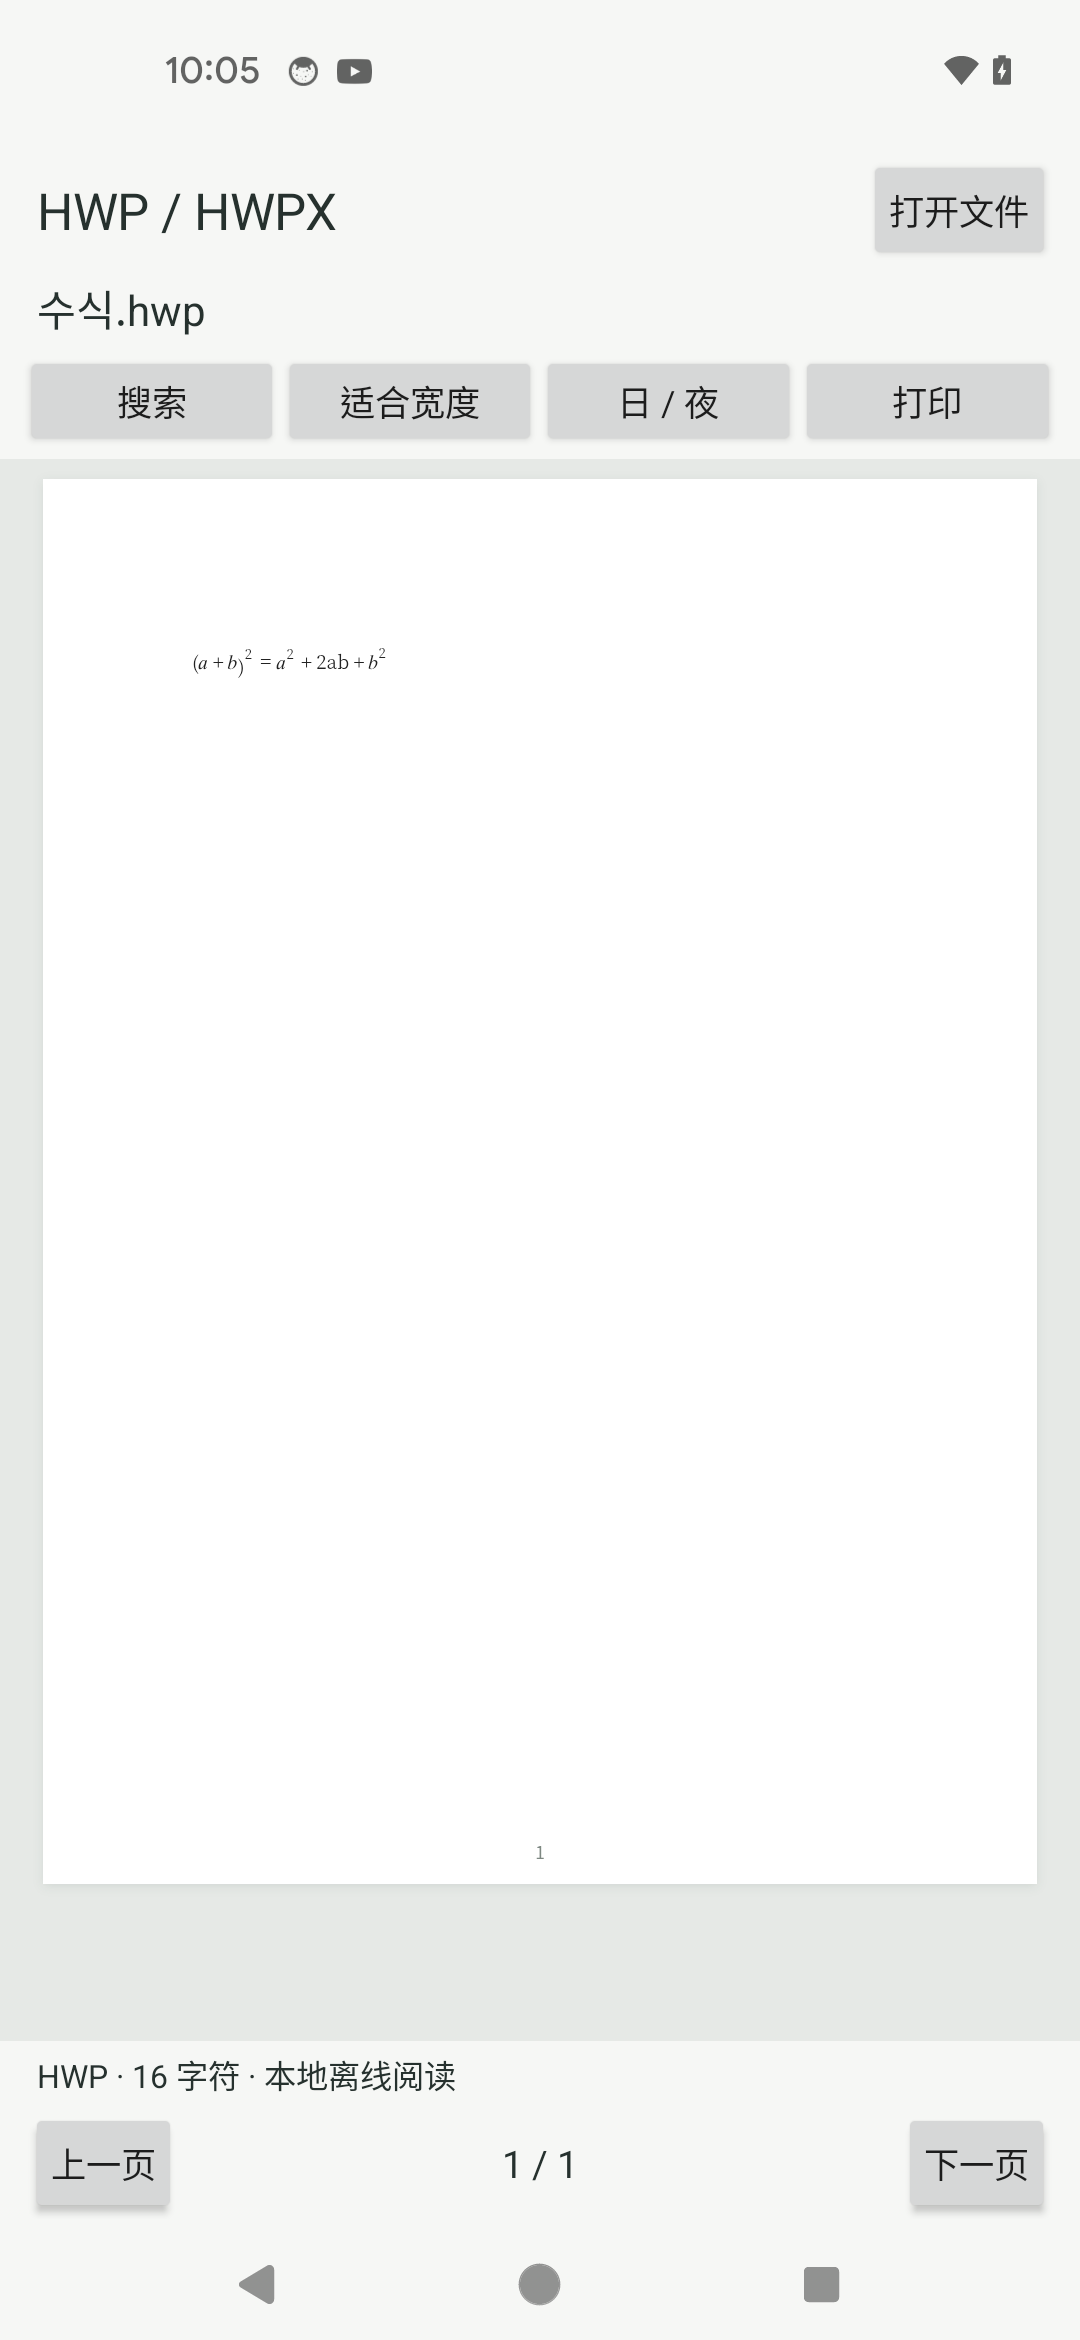 10:05
HWP / HWPX
打开文件
수식.hwp
搜索
适合宽度
日 / 夜
打印
(a + b)² = a² + 2ab + b²
1
HWP · 16 字符 · 本地离线阅读
上一页
1 / 1
下一页